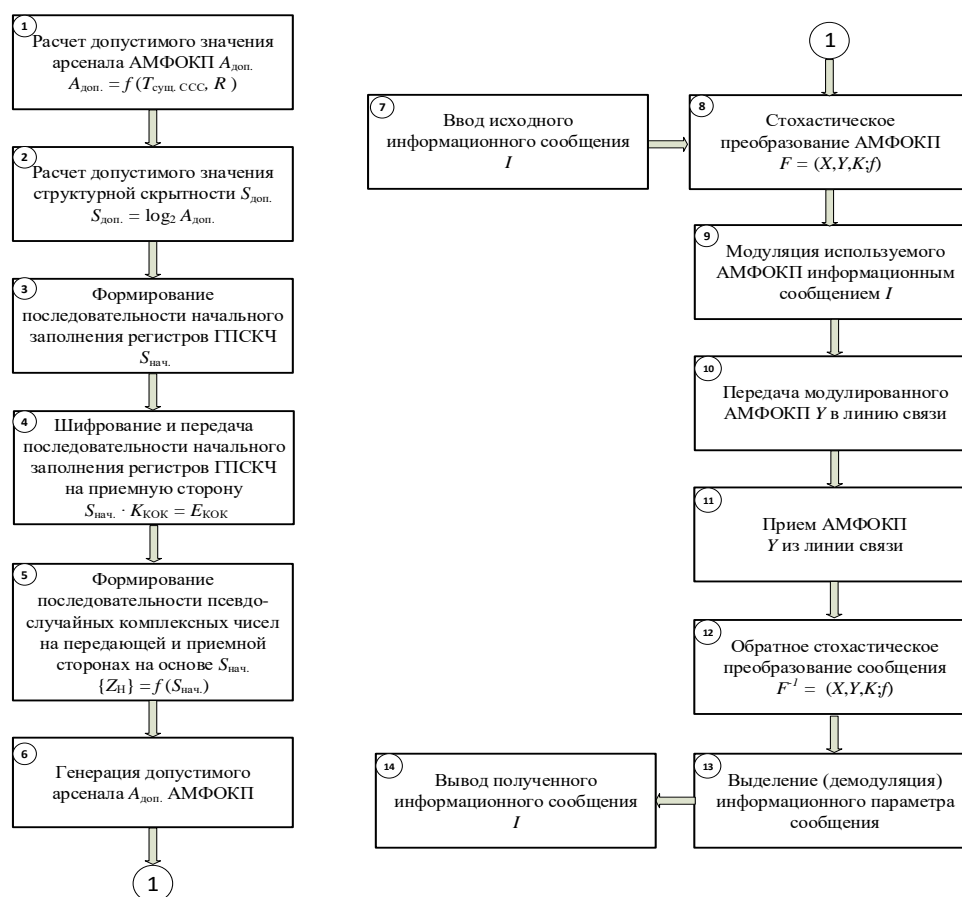 1
Расчет допустимого значения
арсенала АМФОКП Aдоп.
Aдоп. = f (Tсущ. ССС, R )
2
Расчет допустимого значения
структурной скрытности Sдоп.
Sдоп. = log2 Aдоп.
3
Формирование
последовательности начального
заполнения регистров ГПСКЧ
Sнач.
4
Шифрование и передача
последовательности начального
заполнения регистров ГПСКЧ
на приемную сторону
Sнач. · KКОК = EКОК
5
Формирование
последовательности псевдо-
случайных комплексных чисел
на передающей и приемной
сторонах на основе Sнач.
{ZН} = f (Sнач.)
6
Генерация допустимого
арсенала Aдоп. АМФОКП
1
1
7
Ввод исходного
информационного сообщения
I
8
Стохастическое
преобразование АМФОКП
F = (X,Y,K;f)
9
Модуляция используемого
АМФОКП информационным
сообщением I
10
Передача модулированного
АМФОКП Y в линию связи
11
Прием АМФОКП
Y из линии связи
12
Обратное стохастическое
преобразование сообщения
F-1 = (X,Y,K;f)
13
Выделение (демодуляция)
информационного параметра
сообщения
14
Вывод полученного
информационного сообщения
I